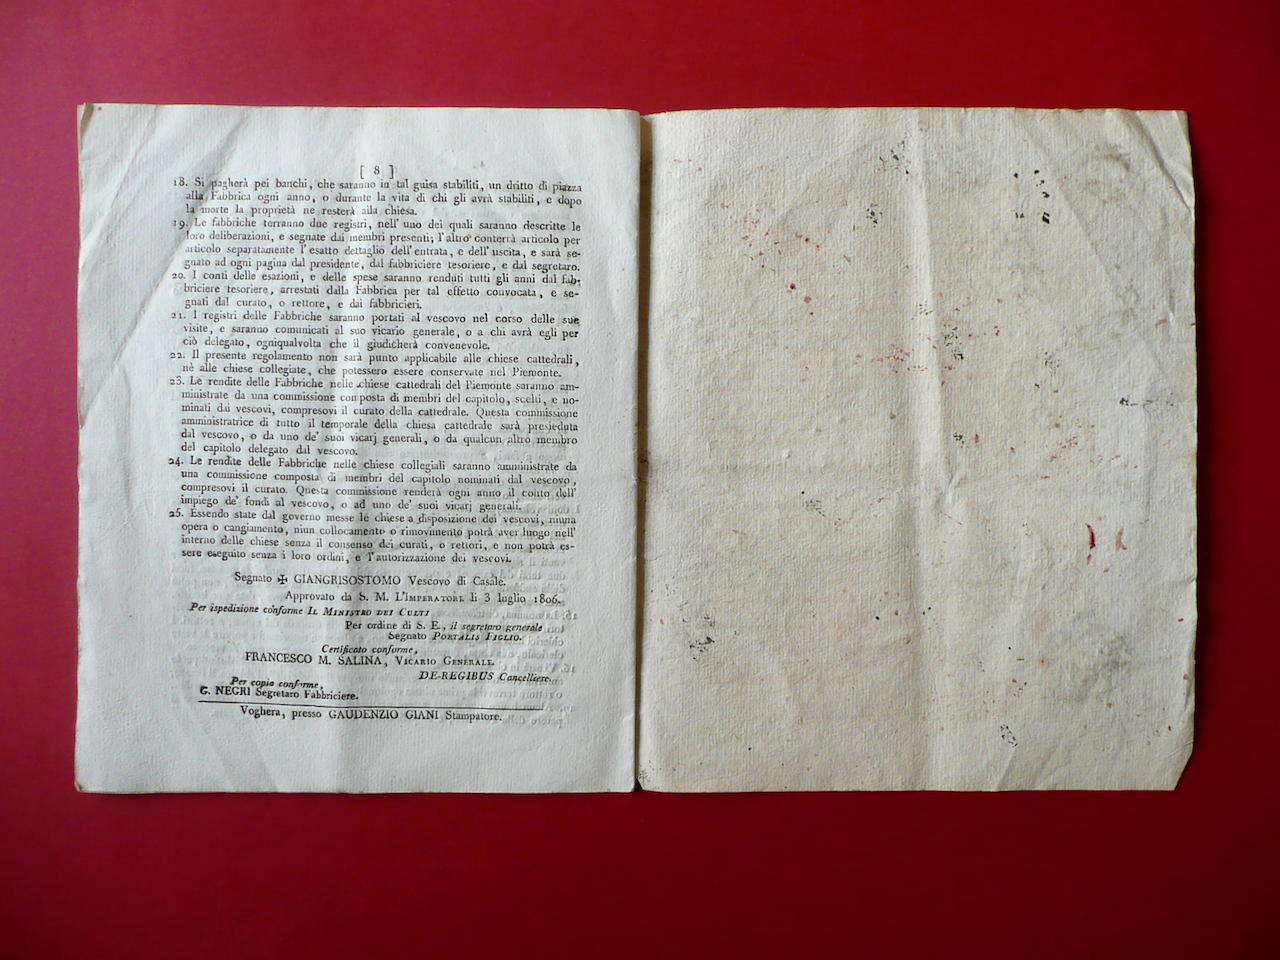 [ 8 ]
18. Si pagherà pei banchi, che saranno in tal guisa stabiliti, un dritto di piazza
alla Fabbrica ogni anno, o durante la vita di chi gli avrà stabiliti, e dopo
la morte la proprietà ne resterà alla chiesa.
19. Le fabbriche terranno due registri, nell' uno dei quali saranno descritte le
loro deliberazioni, e segnate dai membri presenti; l'altro conterrà articolo per
articolo separatamente l'esatto dettaglio dell'entrata, e dell'uscita, e sarà se-
gnato ad ogni pagina dal presidente, dal fabbriciere tesoriere, e dal segretaro.
20. I conti delle esazioni, e delle spese saranno renduti tutti gli anni dal fab-
briciere tesoriere, arrestati dalla Fabbrica per tal effetto convocata, e se-
gnati dal curato, o rettore, e dai fabbricieri.
21. I registri delle Fabbriche saranno portati al vescovo nel corso delle sue
visite, e saranno comunicati al suo vicario generale, o a chi avrà egli per
ciò delegato, ogniqualvolta che il giudicherà convenevole.
22. Il presente regolamento non sarà punto applicabile alle chiese cattedrali,
nè alle chiese collegiate, che potessero essere conservate nel Piemonte.
23. Le rendite delle Fabbriche nelle chiese cattedrali del Piemonte saranno am-
ministrate da una commissione composta di membri del capitolo, scelti, e no-
minati dai vescovi, compresovi il curato della cattedrale. Questa commissione
amministratrice di tutto il temporale della chiesa cattedrale sarà presieduta
dal vescovo, o da uno de' suoi vicarj generali, o da qualcun altro membro
del capitolo delegato dal vescovo.
24. Le rendite delle Fabbriche nelle chiese collegiali saranno amministrate da
una commissione composta di membri del capitolo nominati dal vescovo,
compresovi il curato. Questa commissione renderà ogni anno il conto dell'
impiego de' fondi al vescovo, o ad uno de' suoi vicarj generali.
25. Essendo state dal governo messe le chiese a disposizione dei vescovi, niuna
opera o cangiamento, niun collocamento o rimovimento potrà aver luogo nell'
interno delle chiese senza il consenso dei curati, o rettori, e non potrà es-
sere eseguito senza i loro ordini, e l'autorizzazione dei vescovi.
Segnato ✠ GIANGRISOSTOMO Vescovo di Casale.
Approvato da S. M. L'IMPERATORE li 3 luglio 1806.
Per ispedizione conforme IL MINISTRO DEI CULTI
Per ordine di S. E., il segretaro generale
Segnato PORTALIS FIGLIO.
Certificato conforme,
FRANCESCO M. SALINA, VICARIO GENERALE.
DE-REGIBUS Cancelliere.
Per copia conforme,
G. NEGRI Segretaro Fabbriciere.
Voghera, presso GAUDENZIO GIANI Stampatore.